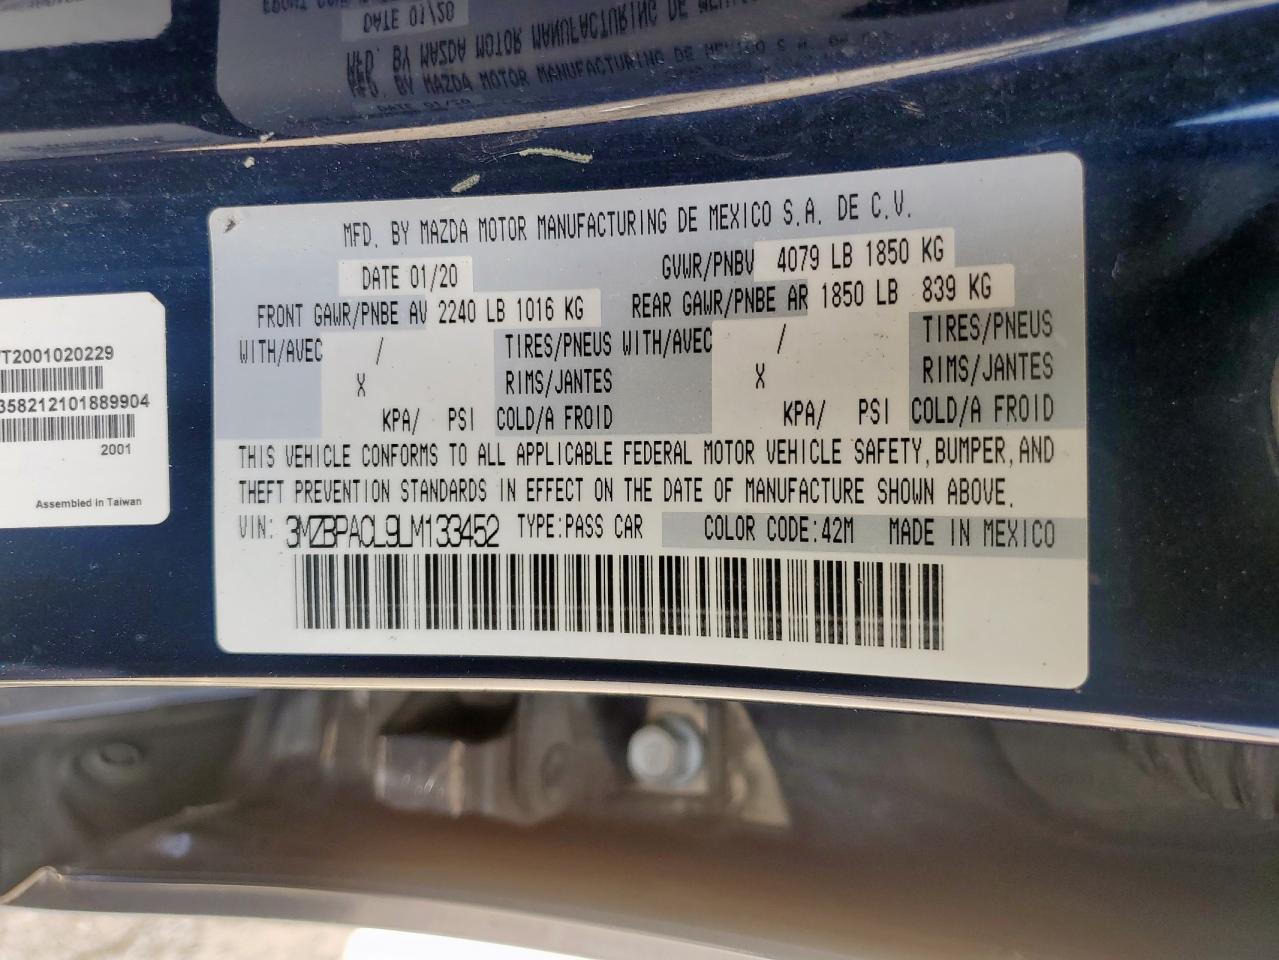 DATE 01/20
MFD. BY MAZDA MOTOR MANUFACTURING DE MEXICO
MFD. BY MAZDA MOTOR MANUFACTURING DE MEXICO S.A. DE C.V.
DATE 01/20 GVWR/PNBV 4079 LB 1850 KG
FRONT GAWR/PNBE AV 2240 LB 1016 KG REAR GAWR/PNBE AR 1850 LB 839 KG
WITH/AVEC / TIRES/PNEUS WITH/AVEC / TIRES/PNEUS
X RIMS/JANTES X RIMS/JANTES
KPA/ PSI COLD/A FROID KPA/ PSI COLD/A FROID
THIS VEHICLE CONFORMS TO ALL APPLICABLE FEDERAL MOTOR VEHICLE SAFETY, BUMPER, AND
THEFT PREVENTION STANDARDS IN EFFECT ON THE DATE OF MANUFACTURE SHOWN ABOVE.
VIN: 3MZBPACL9LM133452 TYPE:PASS CAR COLOR CODE:42M MADE IN MEXICO
T2001020229
358212101889904
2001
Assembled in Taiwan